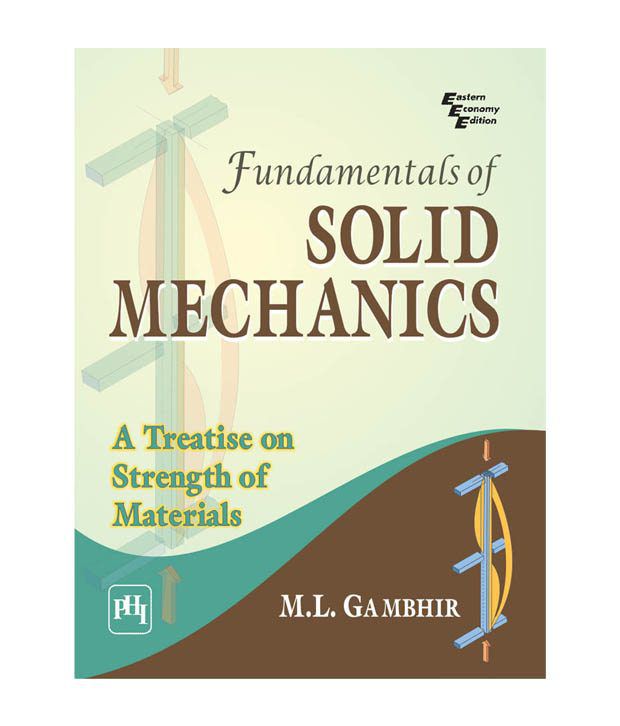 Eastern
Economy
Edition
Fundamentals of
SOLID
MECHANICS
A Treatise on
Strength of
Materials
PHI
M.L. GAMBHIR